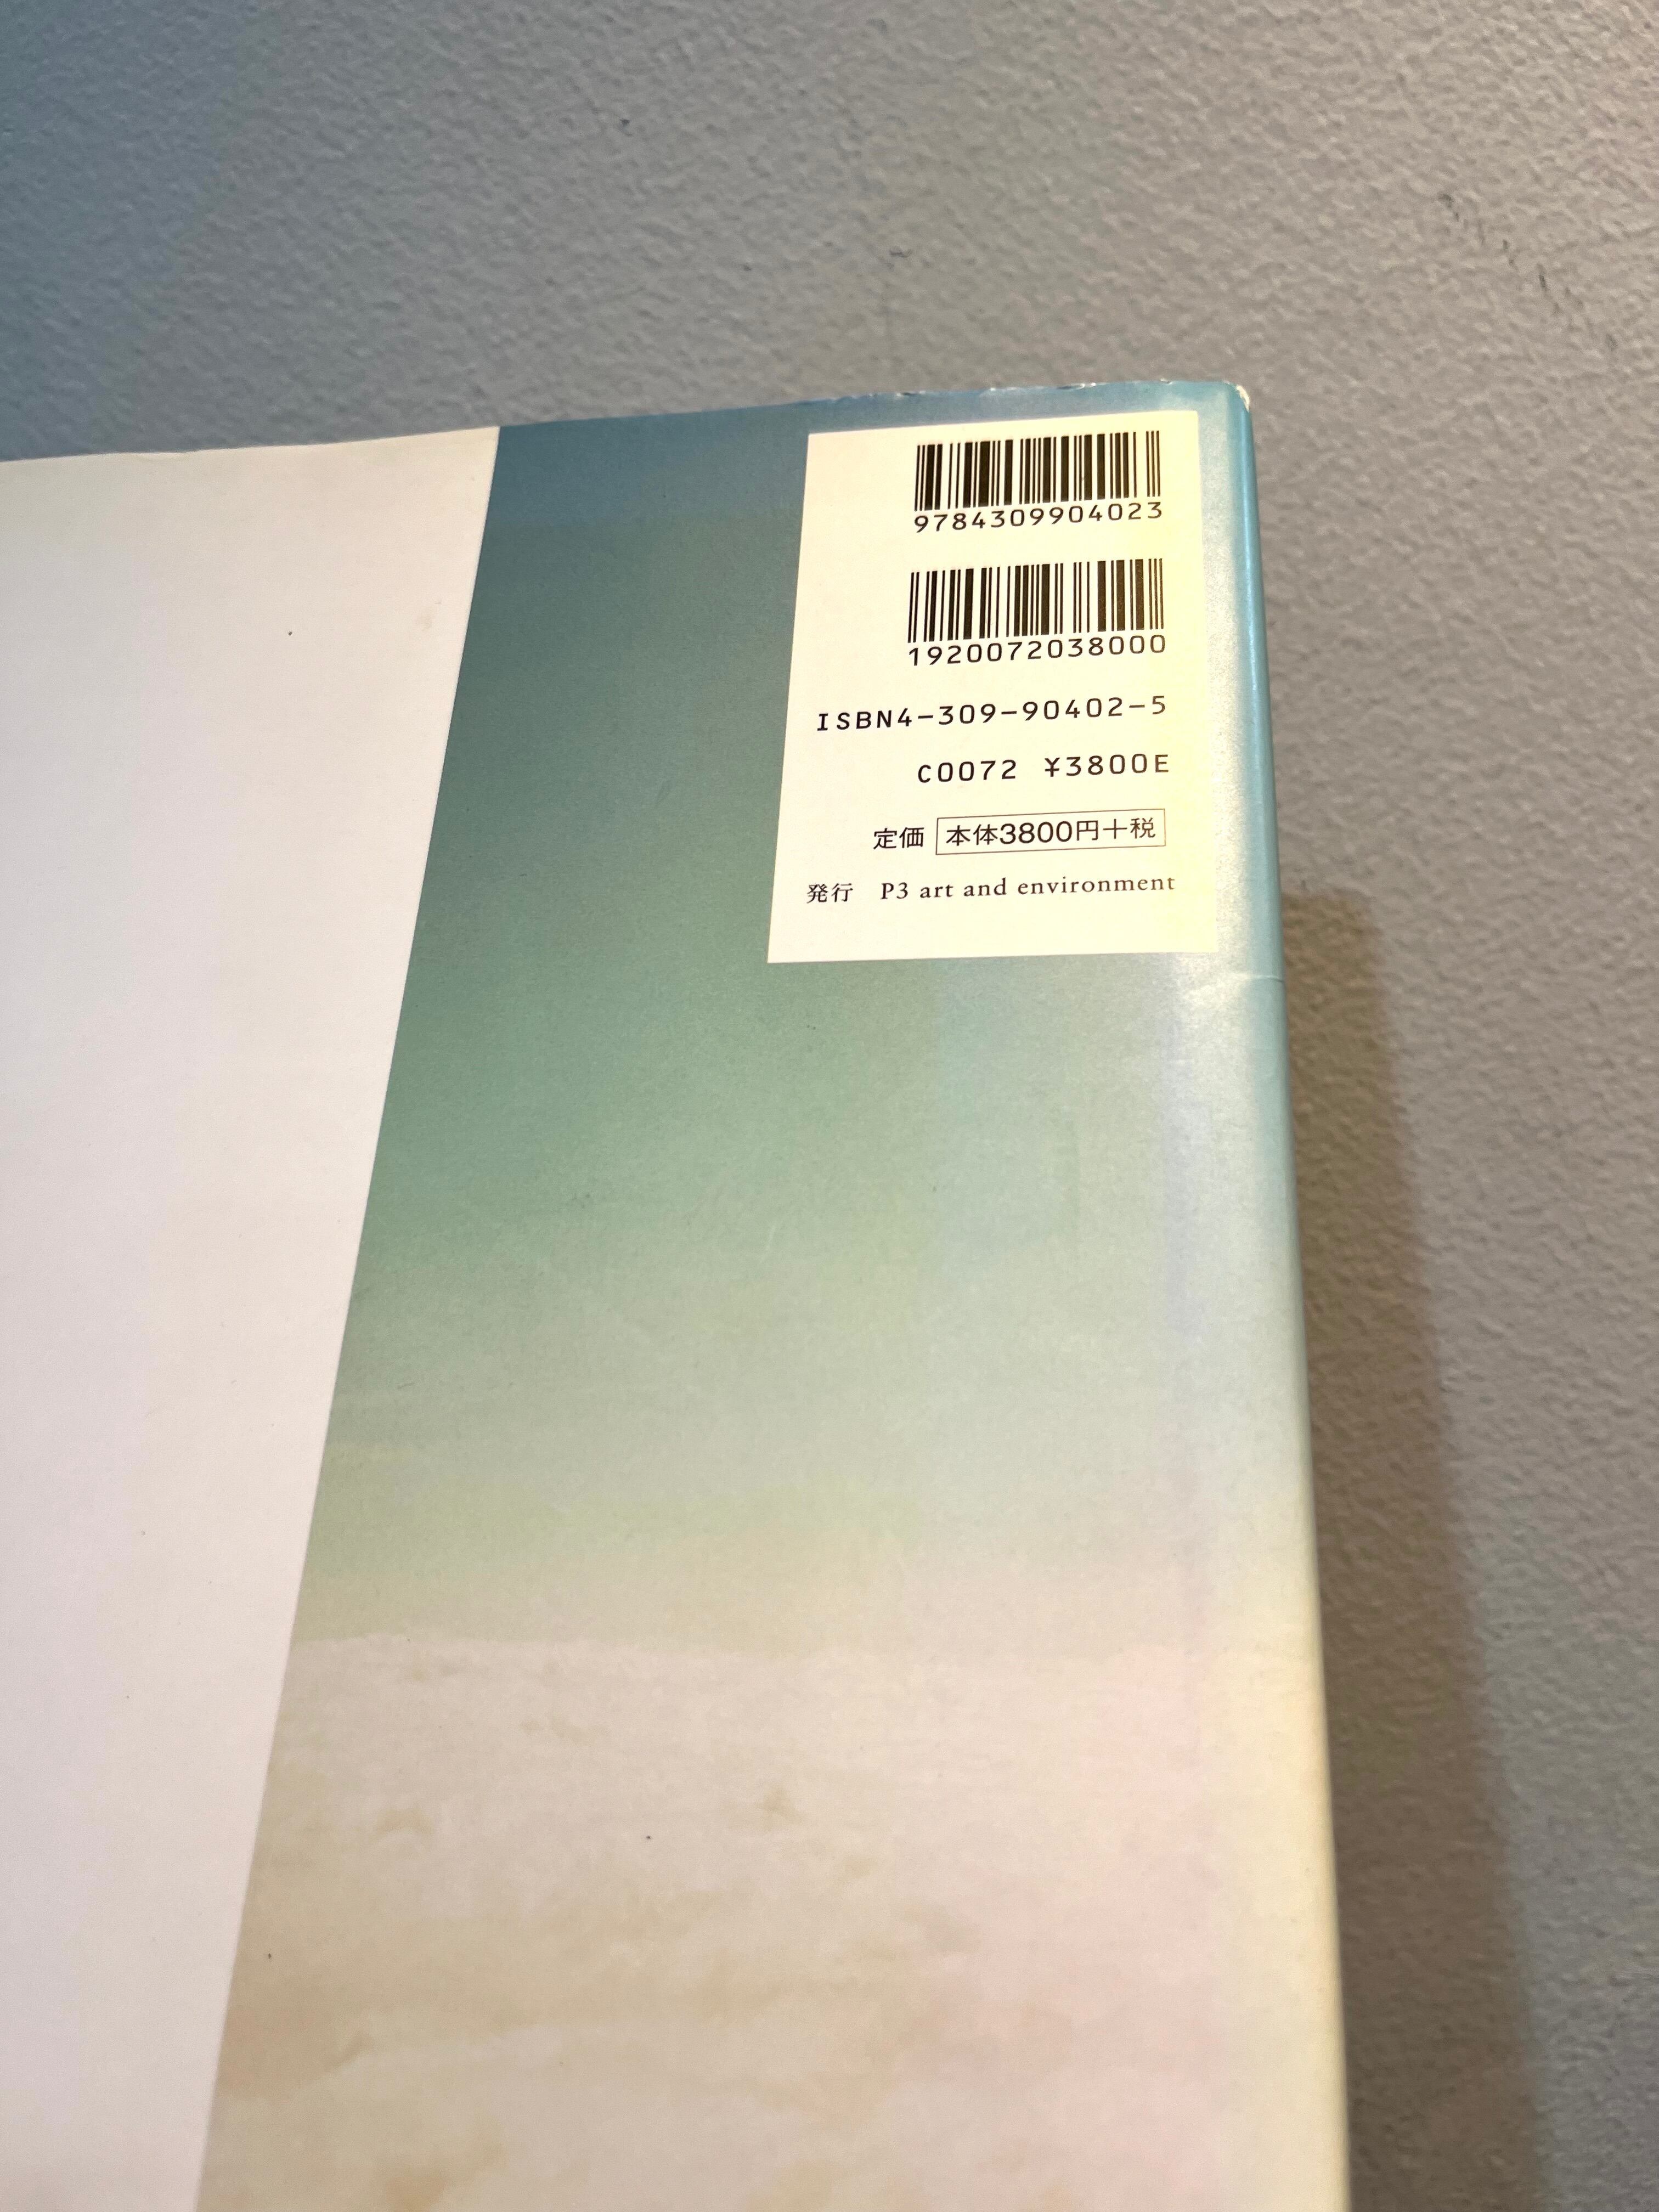 9784309904023
1920072038000
ISBN4-309-90402-5
C0072 ¥3800E
定価 本体3800円+税
発行 P3 art and environment